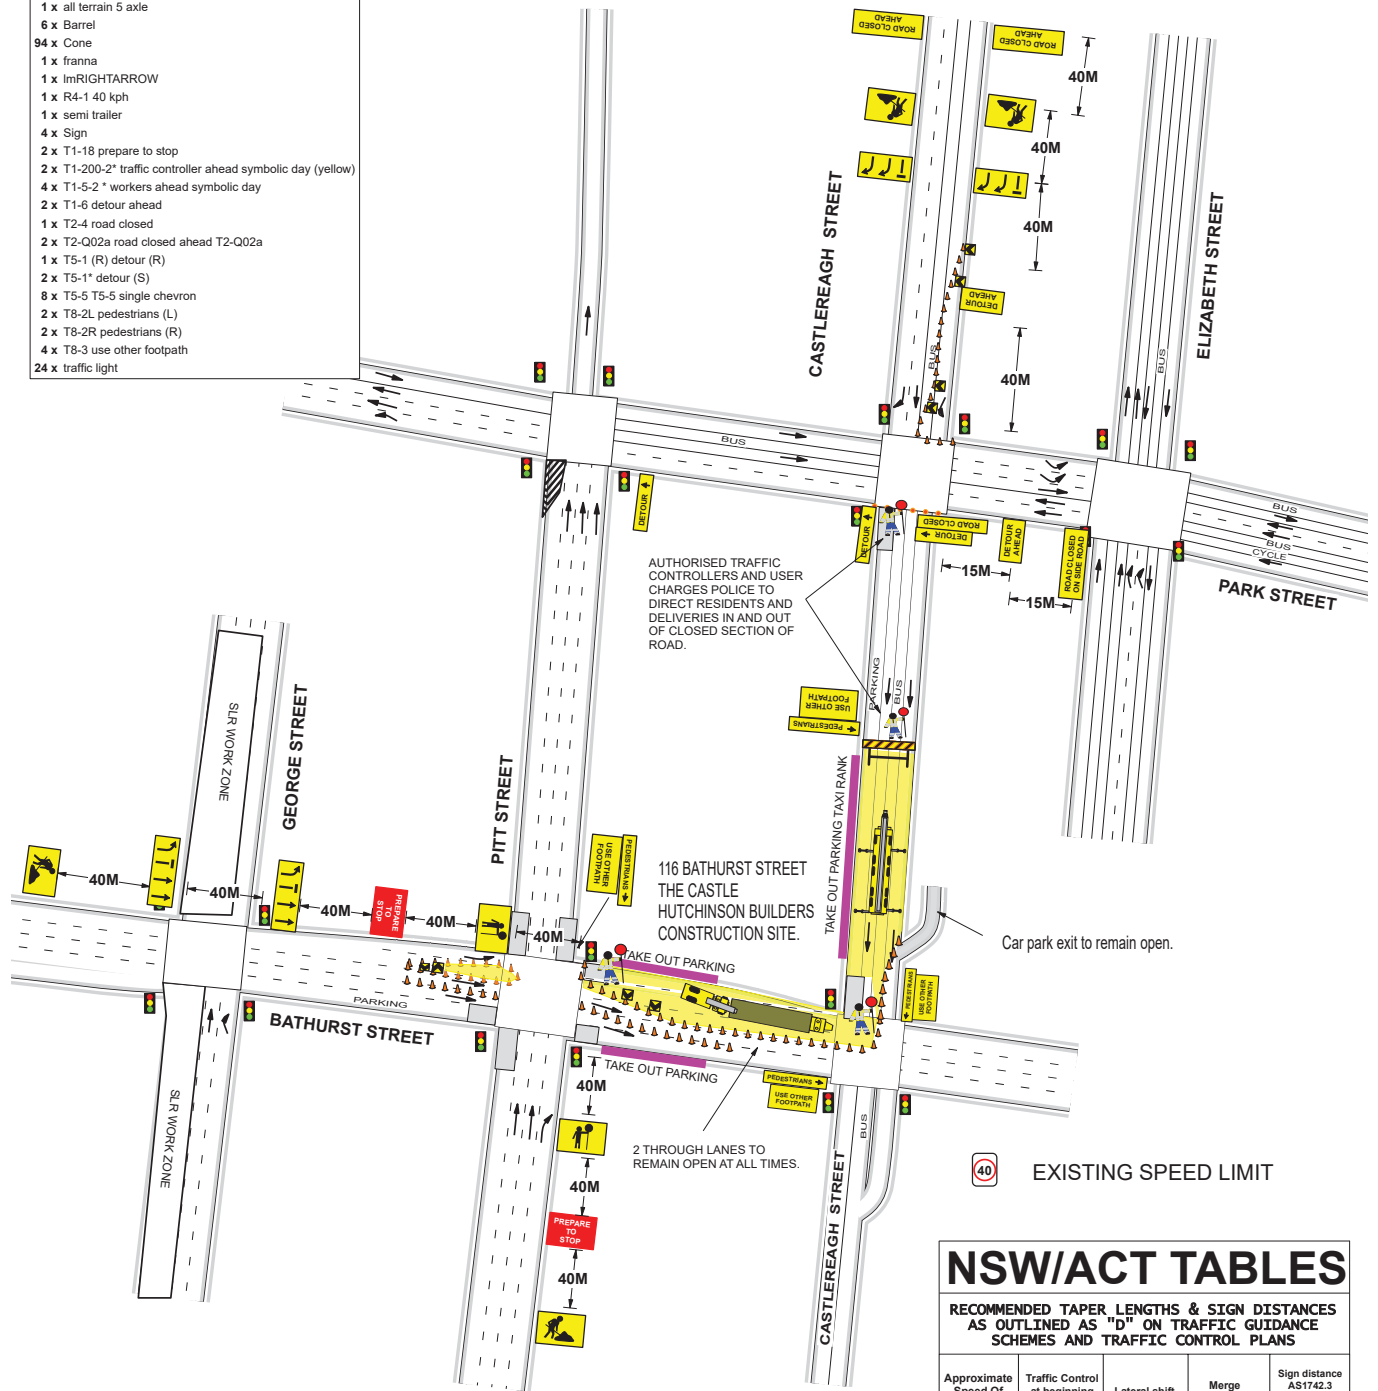 1 x all terrain 5 axle
6 x Barrel
94 x Cone
1 x franna
1 x lmRIGHTARROW
1 x R4-1 40 kph
1 x semi trailer
4 x Sign
2 x T1-18 prepare to stop
2 x T1-200-2* traffic controller ahead symbolic day (yellow)
4 x T1-5-2 * workers ahead symbolic day
2 x T1-6 detour ahead
1 x T2-4 road closed
2 x T2-Q02a road closed ahead T2-Q02a
1 x T5-1 (R) detour (R)
2 x T5-1* detour (S)
8 x T5-5 T5-5 single chevron
2 x T8-2L pedestrians (L)
2 x T8-2R pedestrians (R)
4 x T8-3 use other footpath
24 x traffic light
ROAD CLOSED
AHEAD
ROAD CLOSED
AHEAD
40M
40M
40M
CASTLEREAGH STREET
ELIZABETH STREET
DETOUR
AHEAD
40M
BUS
BUS
BUS
DETOUR
DETOUR
ROAD CLOSED
DETOUR
DETOUR
AHEAD
ROAD CLOSED
ON SIDE ROAD
15M
15M
BUS
BUS
CYCLE
PARK STREET
AUTHORISED TRAFFIC
CONTROLLERS AND USER
CHARGES POLICE TO
DIRECT RESIDENTS AND
DELIVERIES IN AND OUT
OF CLOSED SECTION OF
ROAD.
PARKING
BUS
USE OTHER
FOOTPATH
PEDESTRIANS
SLR WORK ZONE
GEORGE STREET
PITT STREET
TAKE OUT PARKING TAXI RANK
116 BATHURST STREET
THE CASTLE
HUTCHINSON BUILDERS
CONSTRUCTION SITE.
USE OTHER
FOOTPATH
PEDESTRIANS
40M
40M
40M
PREPARE
TO
STOP
40M
40M
TAKE OUT PARKING
Car park exit to remain open.
PEDESTRIANS
USE OTHER
FOOTPATH
PARKING
BATHURST STREET
TAKE OUT PARKING
PEDESTRIANS
USE OTHER
FOOTPATH
40M
SLR WORK ZONE
2 THROUGH LANES TO
REMAIN OPEN AT ALL TIMES.
BUS
40M
PREPARE
TO
STOP
40M
CASTLEREAGH STREET
40
EXISTING SPEED LIMIT
NSW/ACT TABLES
RECOMMENDED TAPER LENGTHS & SIGN DISTANCES
AS OUTLINED AS "D" ON TRAFFIC GUIDANCE
SCHEMES AND TRAFFIC CONTROL PLANS
Approximate
Speed Of
Traffic Control
at beginning
Lateral shift
Merge
Sign distance
AS1742.3